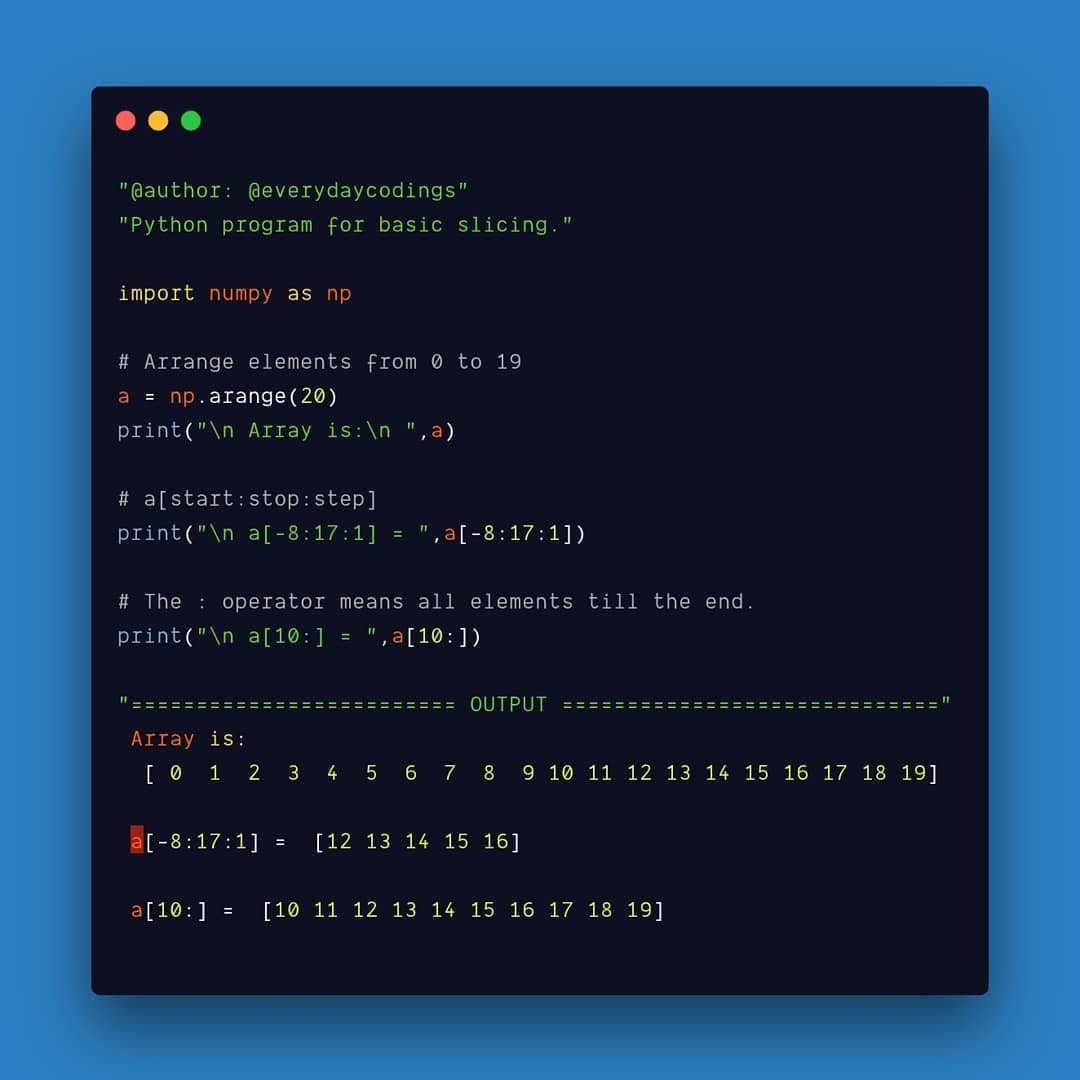 "@author: @everydaycodings"
"Python program for basic slicing."
import numpy as np
# Arrange elements from 0 to 19
a = np.arange(20)
print("\n Array is:\n ",a)
# a[start:stop:step]
print("\n a[-8:17:1] = ",a[-8:17:1])
# The : operator means all elements till the end.
print("\n a[10:] = ",a[10:])
"========================= OUTPUT ============================="
Array is:
[ 0  1  2  3  4  5  6  7  8  9 10 11 12 13 14 15 16 17 18 19]
a[-8:17:1] =  [12 13 14 15 16]
a[10:] =  [10 11 12 13 14 15 16 17 18 19]